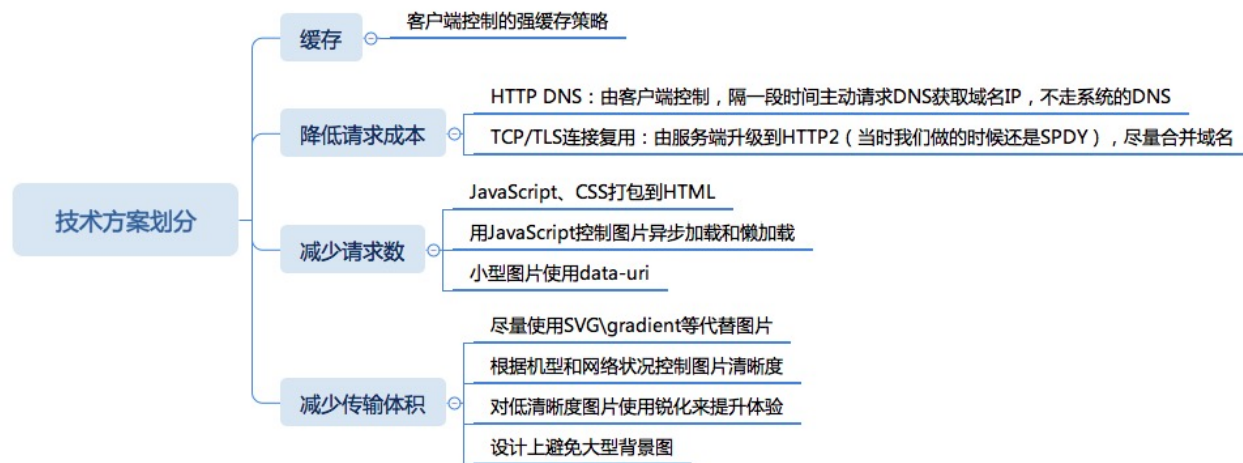 技术方案划分
缓存
客户端控制的强缓存策略
降低请求成本
HTTP DNS：由客户端控制，隔一段时间主动请求DNS获取域名IP，不走系统的DNS
TCP/TLS连接复用：由服务端升级到HTTP2（当时我们做的时候还是SPDY），尽量合并域名
减少请求数
JavaScript、CSS打包到HTML
用JavaScript控制图片异步加载和懒加载
小型图片使用data-uri
减少传输体积
尽量使用SVG\gradient等代替图片
根据机型和网络状况控制图片清晰度
对低清晰度图片使用锐化来提升体验
设计上避免大型背景图